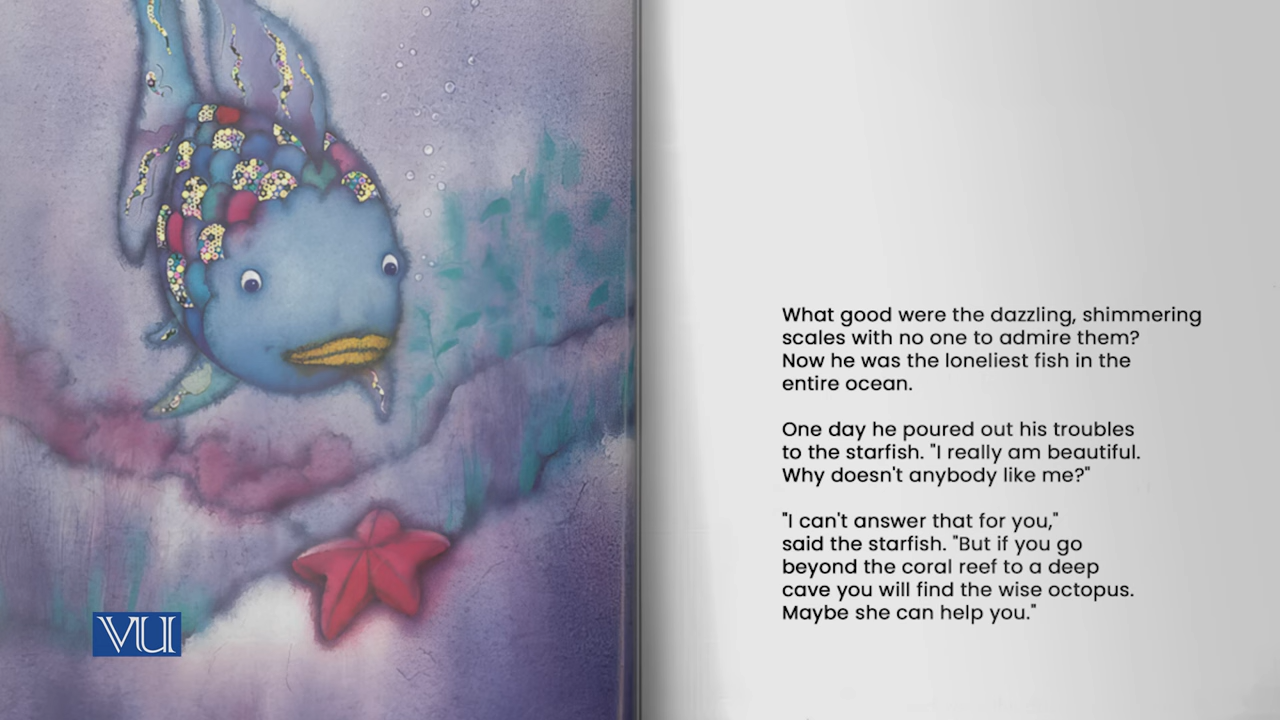 What good were the dazzling, shimmering
scales with no one to admire them?
Now he was the loneliest fish in the
entire ocean.
One day he poured out his troubles
to the starfish. "I really am beautiful.
Why doesn't anybody like me?"
"I can't answer that for you,"
said the starfish. "But if you go
beyond the coral reef to a deep
cave you will find the wise octopus.
Maybe she can help you."
VU